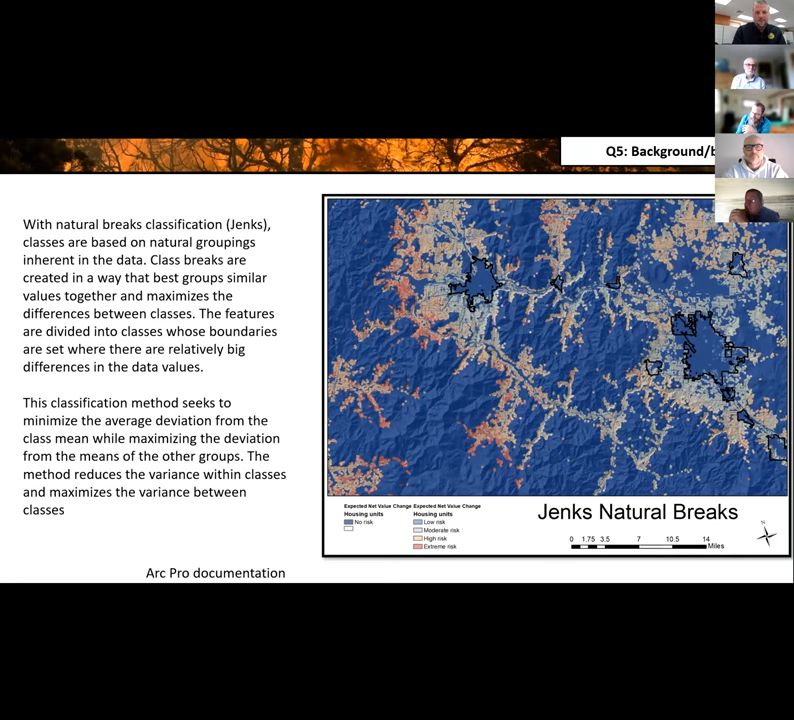 Q5: Background/b
With natural breaks classification (Jenks),
classes are based on natural groupings
inherent in the data. Class breaks are
created in a way that best groups similar
values together and maximizes the
differences between classes. The features
are divided into classes whose boundaries
are set where there are relatively big
differences in the data values.
This classification method seeks to
minimize the average deviation from the
class mean while maximizing the deviation
from the means of the other groups. The
method reduces the variance within classes
and maximizes the variance between
classes
Arc Pro documentation
Expected Net Value Change Expected Net Value Change
Housing units Housing units
No risk Low risk
Moderate risk
High risk
Extreme risk
Jenks Natural Breaks
0 1.75 3.5 7 10.5 14
Miles
N